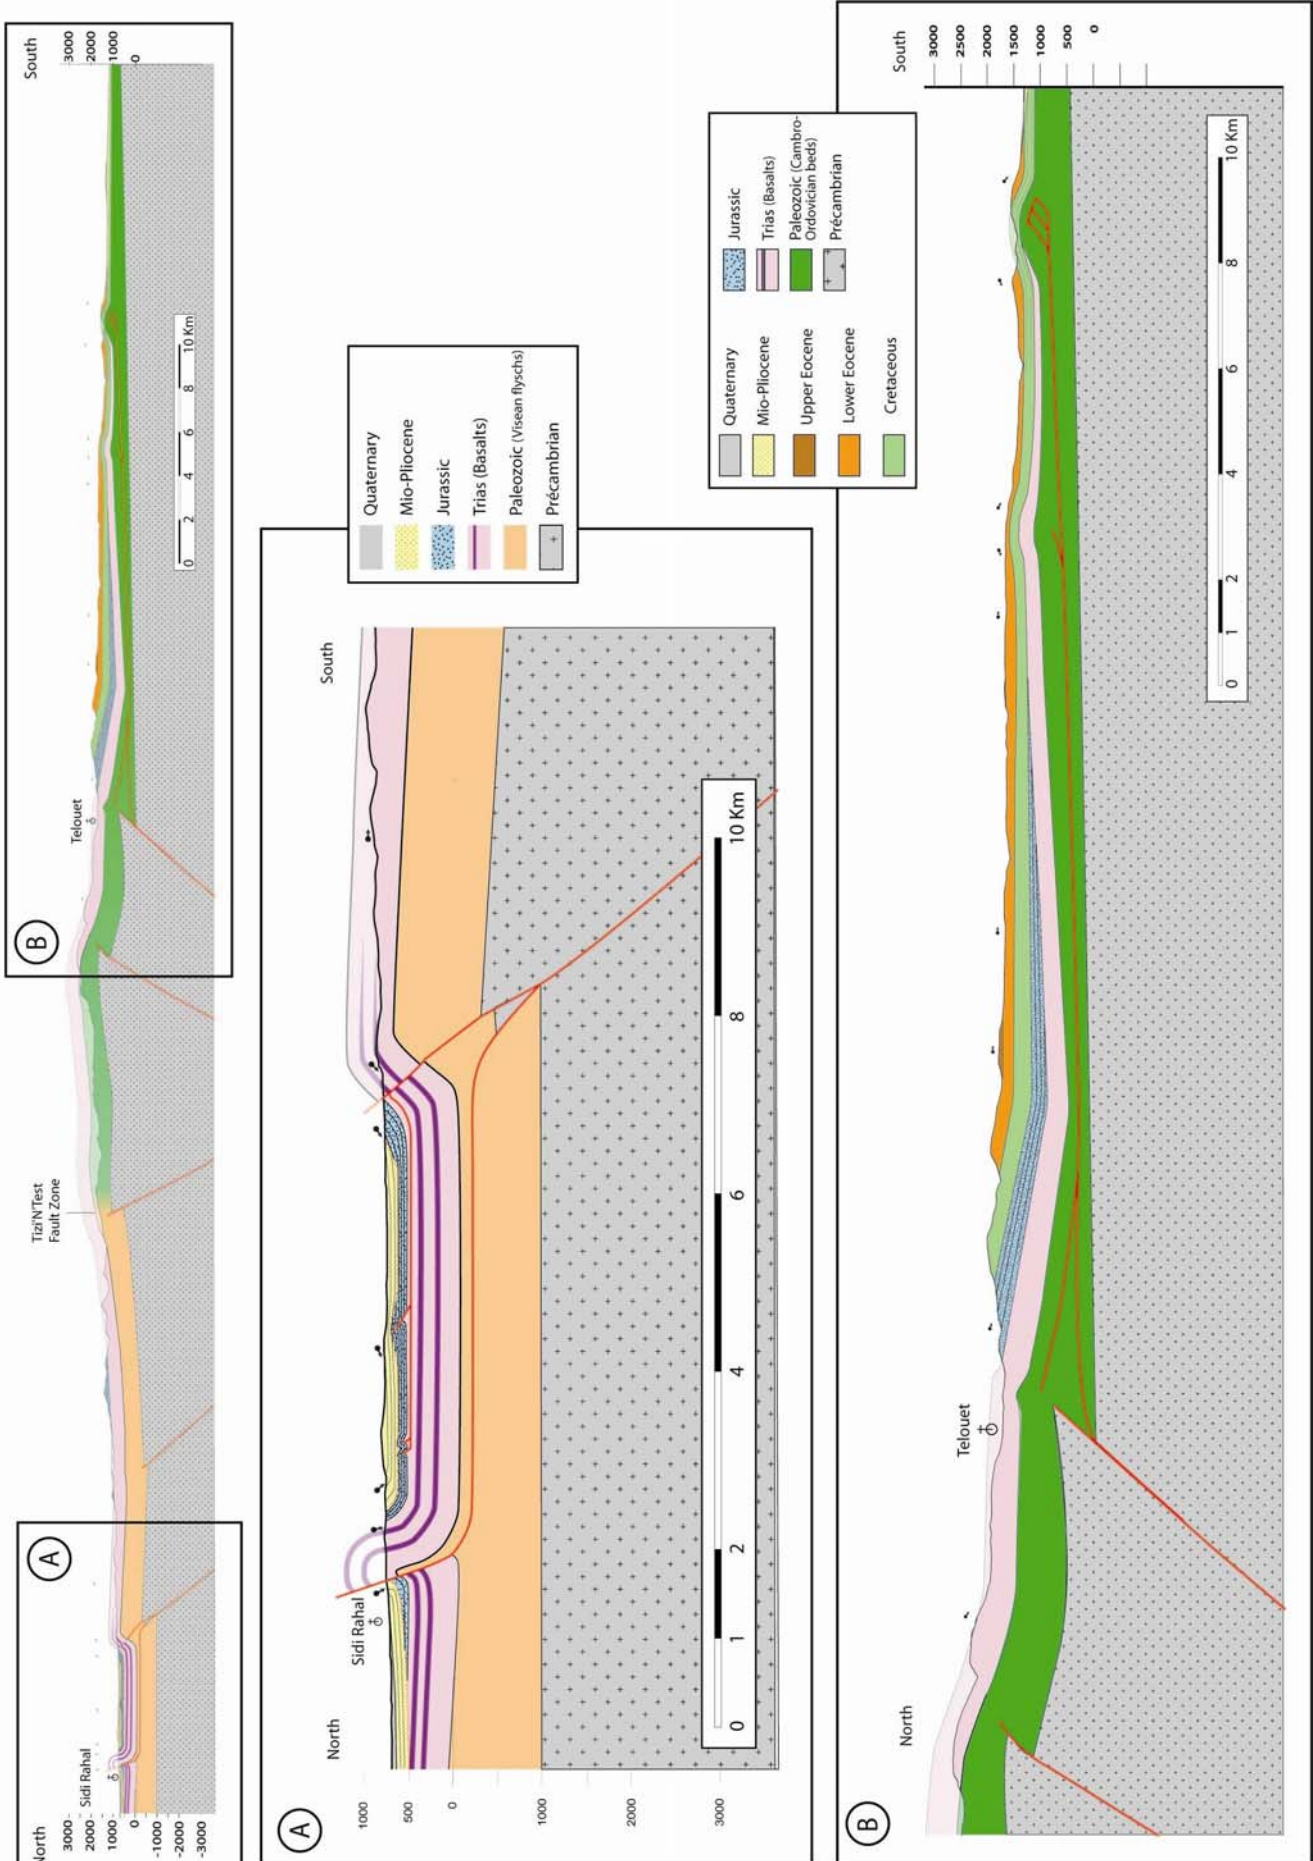 North
3000
2000
1000
0
-1000
-2000
-3000
Sidi Rahal
A
Tizi'N'Test
Fault Zone
B
Telouet
0 2 4 6 8 10 Km
South
3000
2000
1000
0
A
North
1000
500
0
1000
2000
3000
Sidi Rahal
South
0 1 2 4 6 8 10 Km
Quaternary
Mio-Pliocene
Jurassic
Trias (Basalts)
Paleozoic (Visean flyschs)
Précambrian
B
North
Telouet
South
3000
2500
2000
1500
1000
500
0
0 1 2 4 6 8 10 Km
Quaternary
Mio-Pliocene
Upper Eocene
Lower Eocene
Cretaceous
Jurassic
Trias (Basalts)
Paleozoic (Cambro-
Ordovician beds)
Précambrian